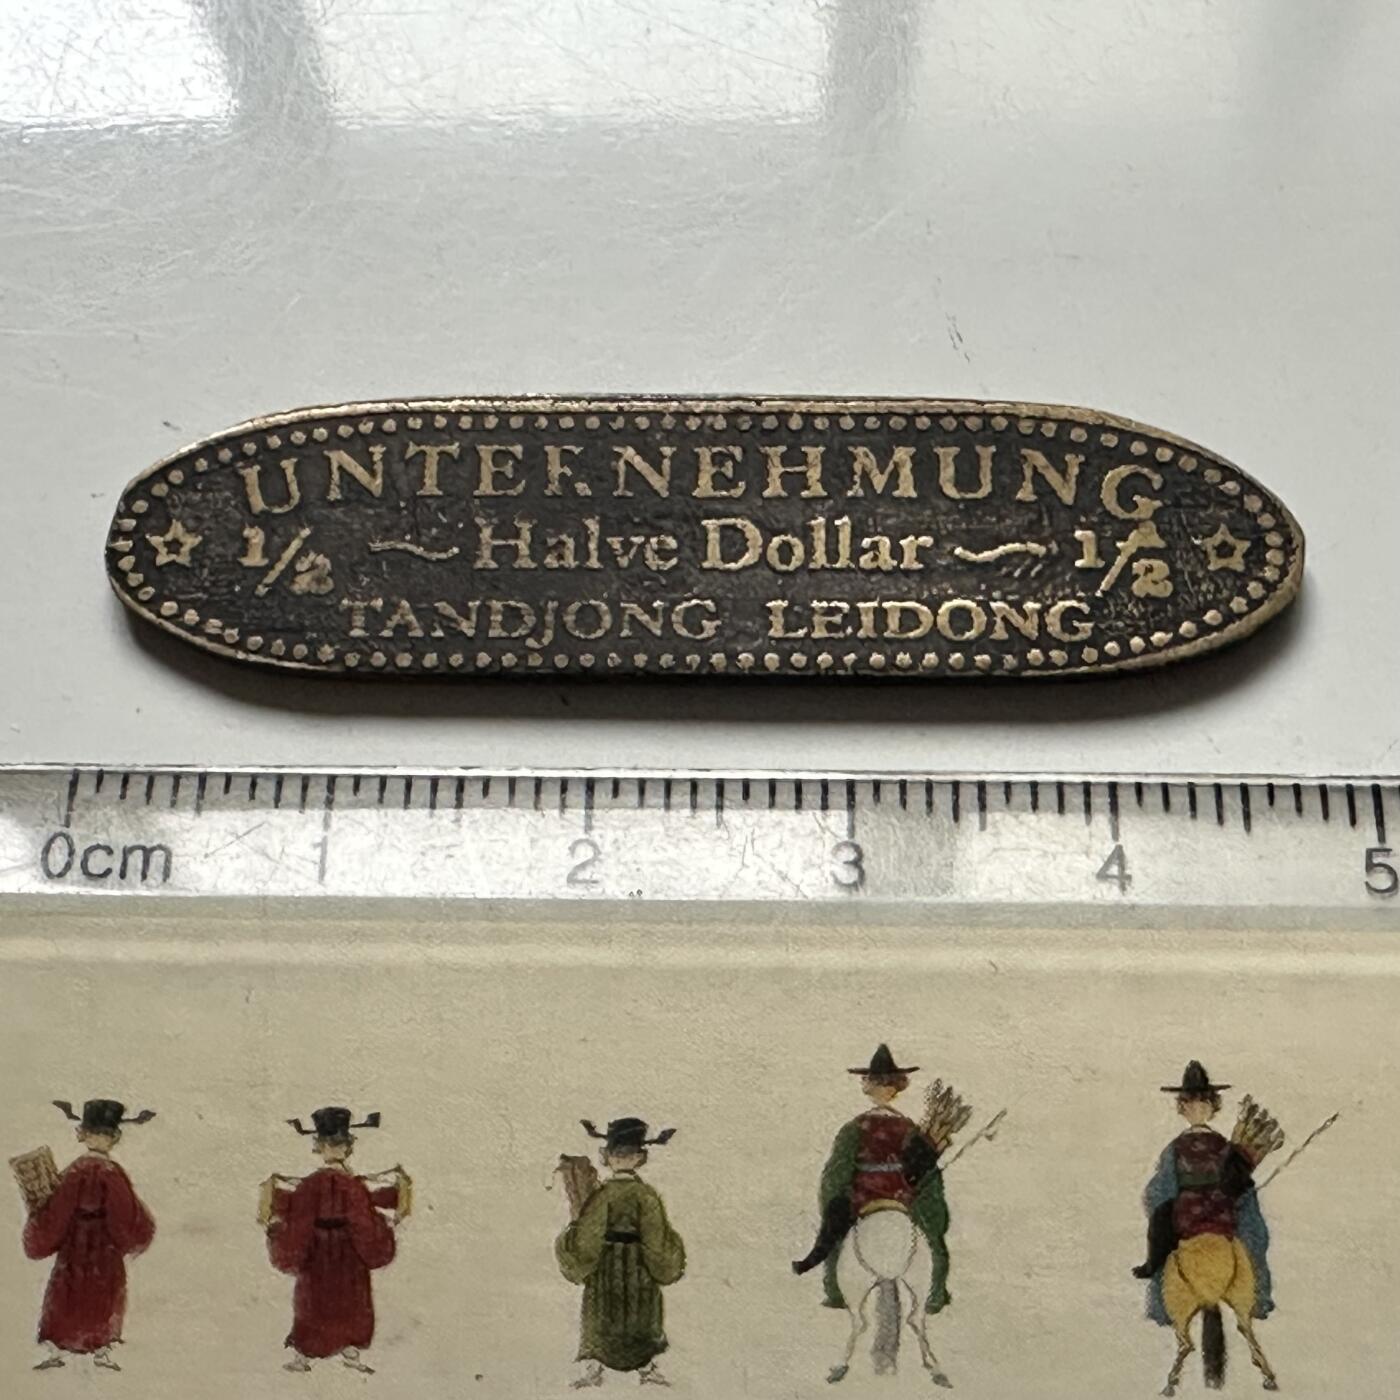 UNTERNEHMUNG
1/2 ~ Halve Dollar ~ 1/2
TANDJONG LEIDONG
0cm 1 2 3 4 5